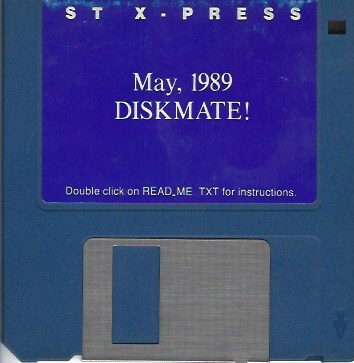 ST X-PRESS
May, 1989
DISKMATE!
Double click on READ_ME TXT for instructions.